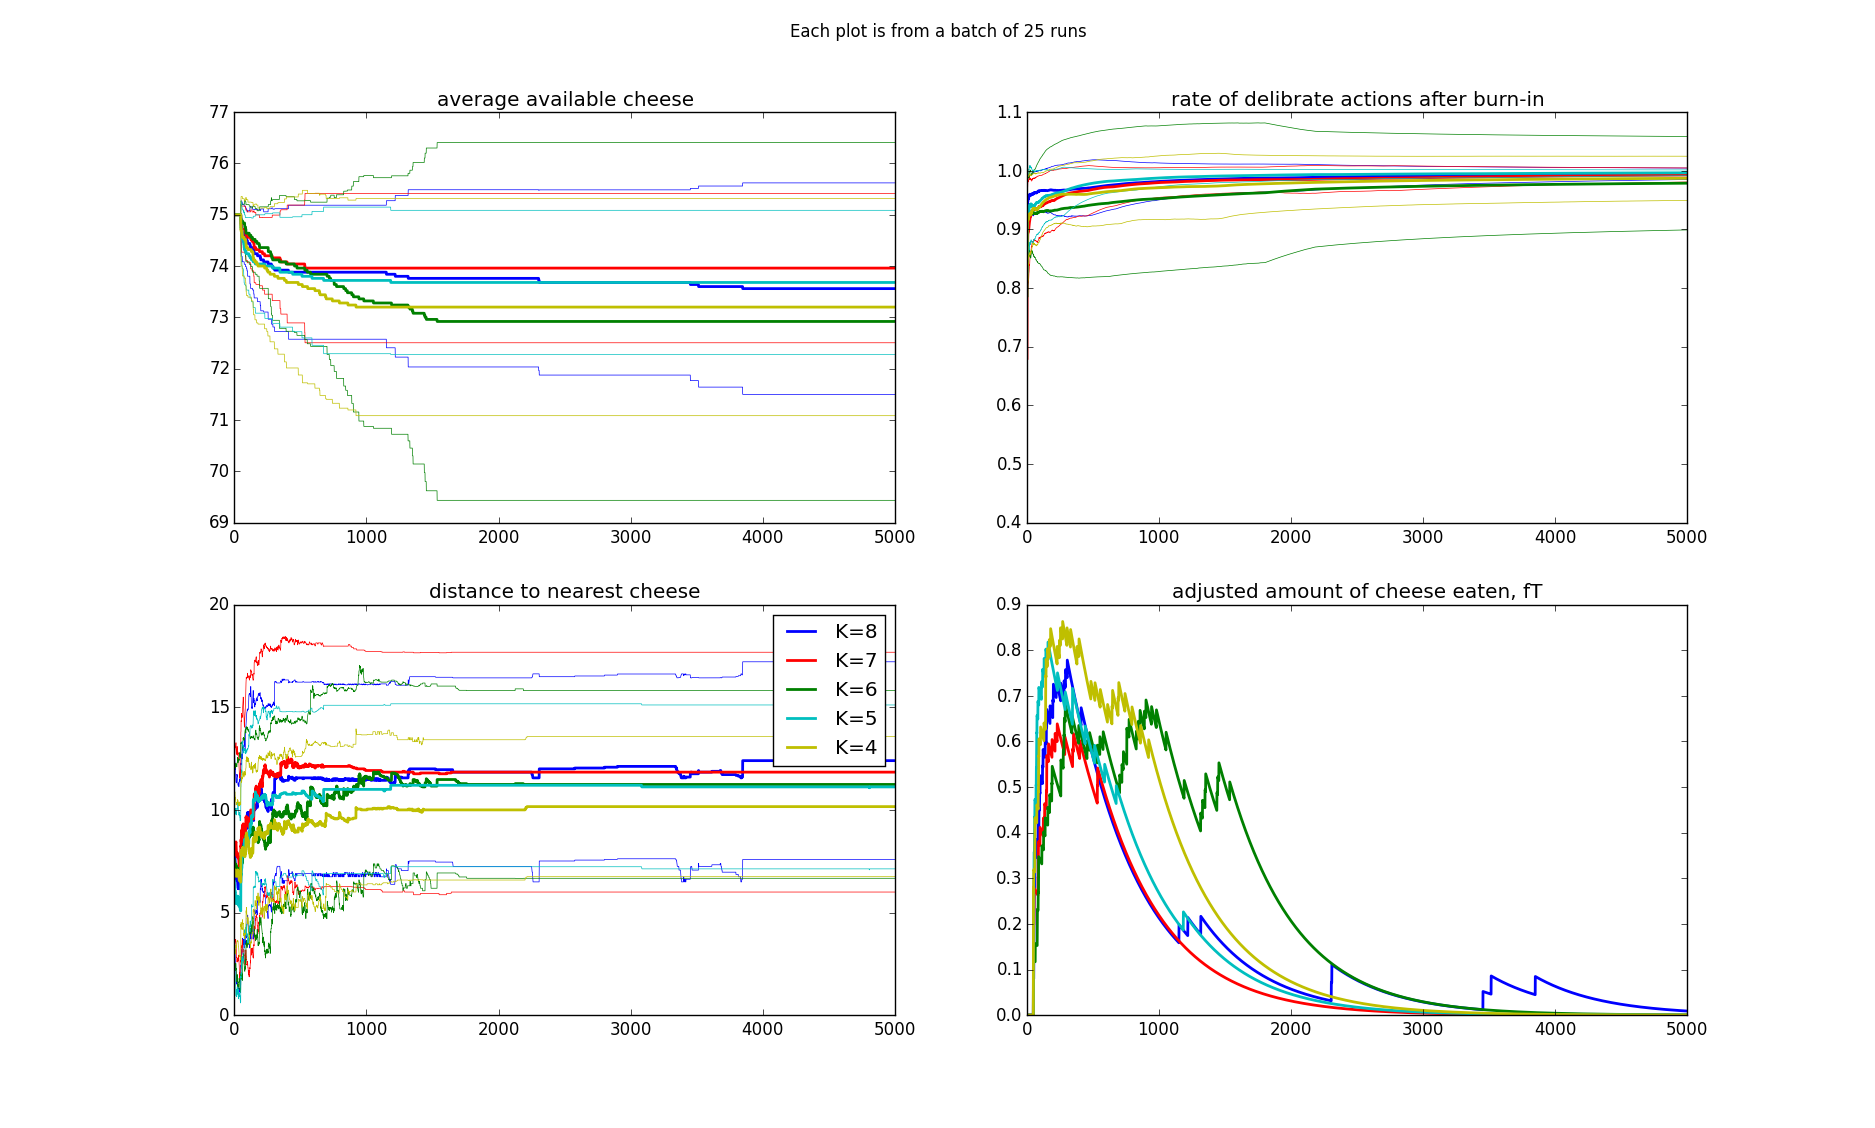 Each plot is from a batch of 25 runs
average available cheese
77
76
75
74
73
72
71
70
69
0 1000 2000 3000 4000 5000
rate of delibrate actions after burn-in
1.1
1.0
0.9
0.8
0.7
0.6
0.5
0.4
0 1000 2000 3000 4000 5000
distance to nearest cheese
20
15
10
5
0
0 1000 2000 3000 4000 5000
K=8
K=7
K=6
K=5
K=4
adjusted amount of cheese eaten, fT
0.9
0.8
0.7
0.6
0.5
0.4
0.3
0.2
0.1
0.0
0 1000 2000 3000 4000 5000